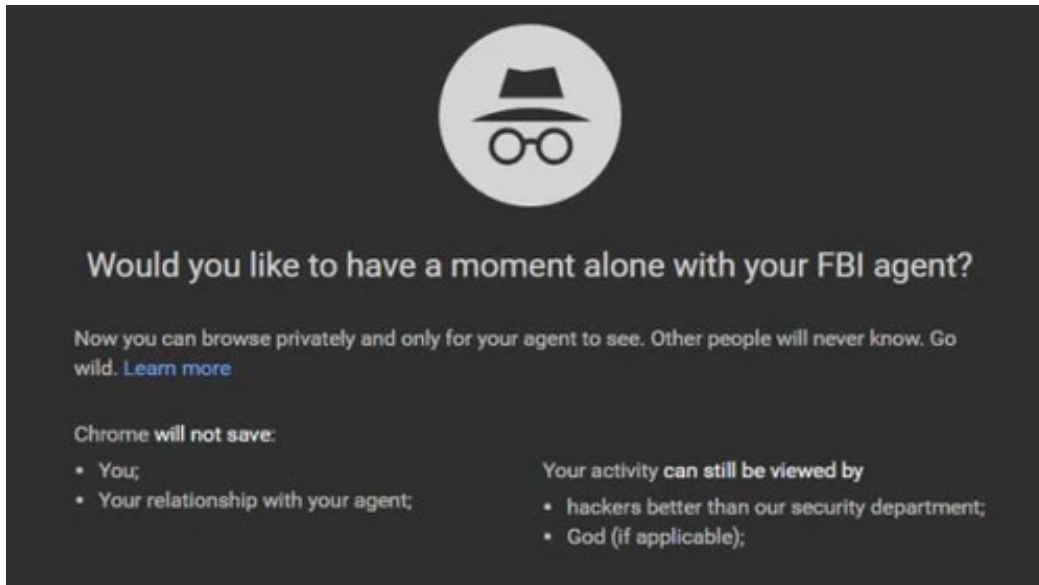 Would you like to have a moment alone with your FBI agent?
Now you can browse privately and only for your agent to see. Other people will never know. Go
wild. Learn more
Chrome will not save:
• You;
• Your relationship with your agent;
Your activity can still be viewed by
• hackers better than our security department;
• God (if applicable);